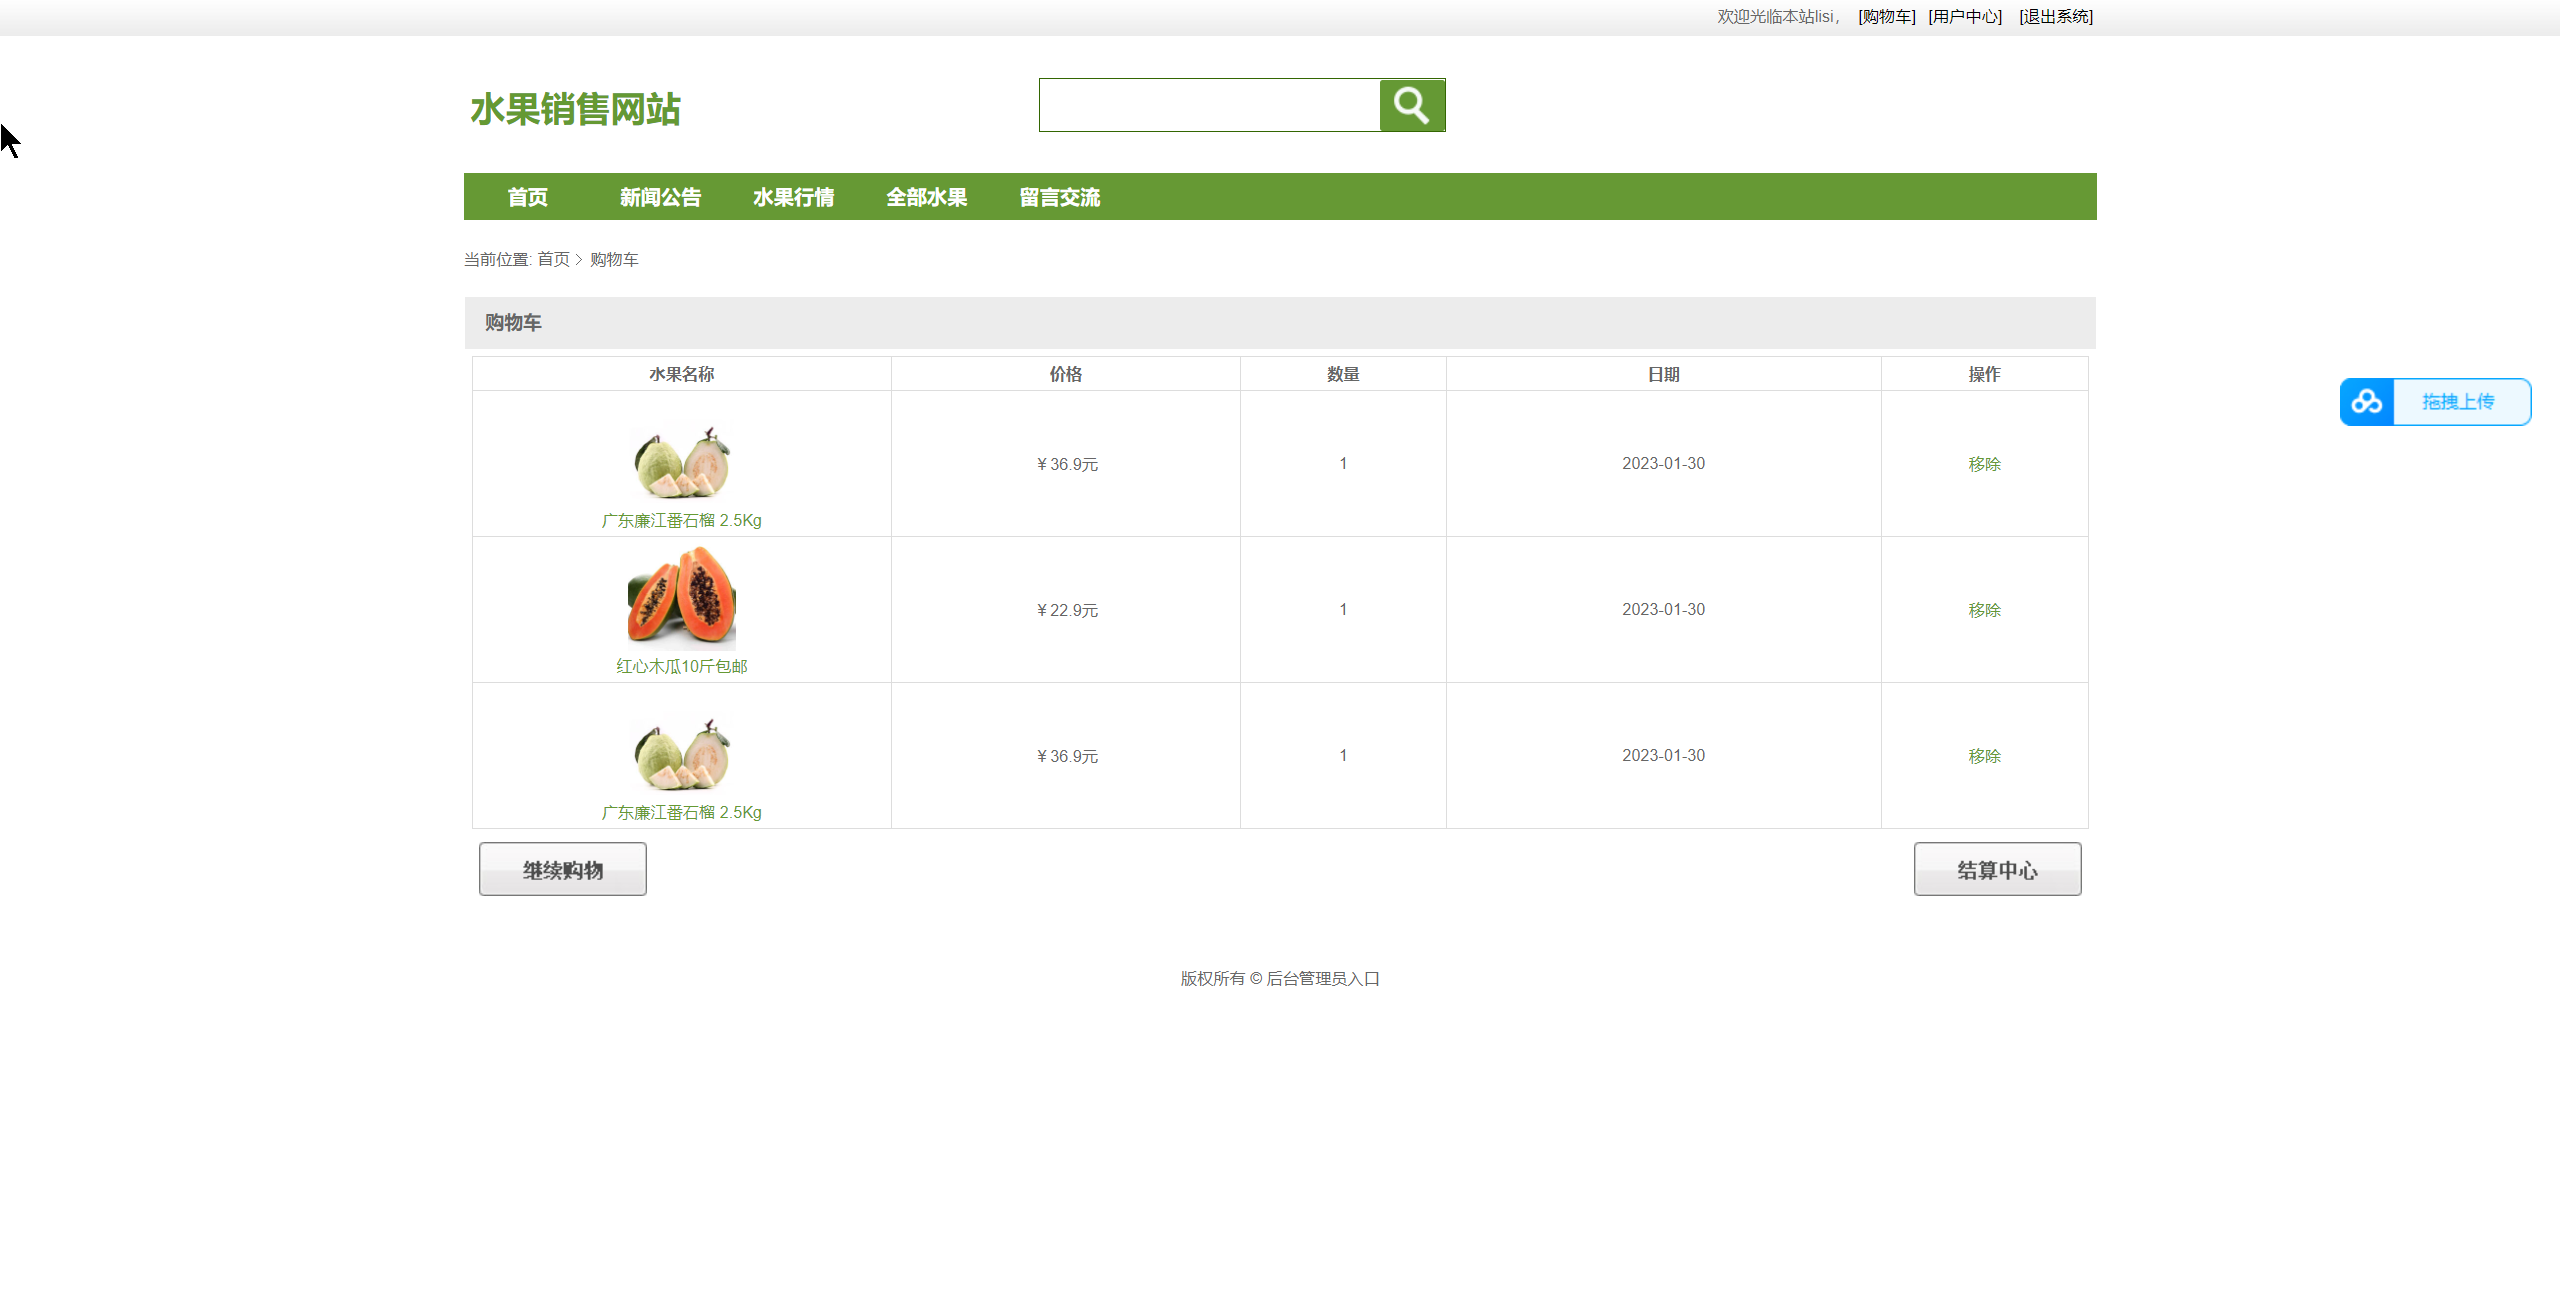 欢迎光临本站lisi， [购物车] [用户中心] [退出系统]
水果销售网站
首页 新闻公告 水果行情 全部水果 留言交流
当前位置: 首页 > 购物车
购物车
水果名称 价格 数量 日期 操作
￥36.9元 1 2023-01-30 移除
广东廉江番石榴 2.5Kg
￥22.9元 1 2023-01-30 移除
红心木瓜10斤包邮
￥36.9元 1 2023-01-30 移除
广东廉江番石榴 2.5Kg
继续购物 结算中心
版权所有 © 后台管理员入口
拖拽上传